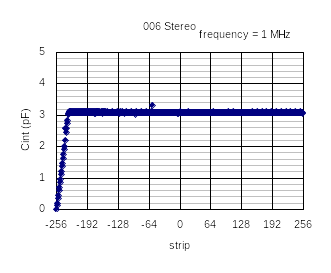 006 Stereo
frequency = 1 MHz
5
4
3
2
1
0
Cint (pF)
-256 -192 -128 -64 0 64 128 192 256
strip